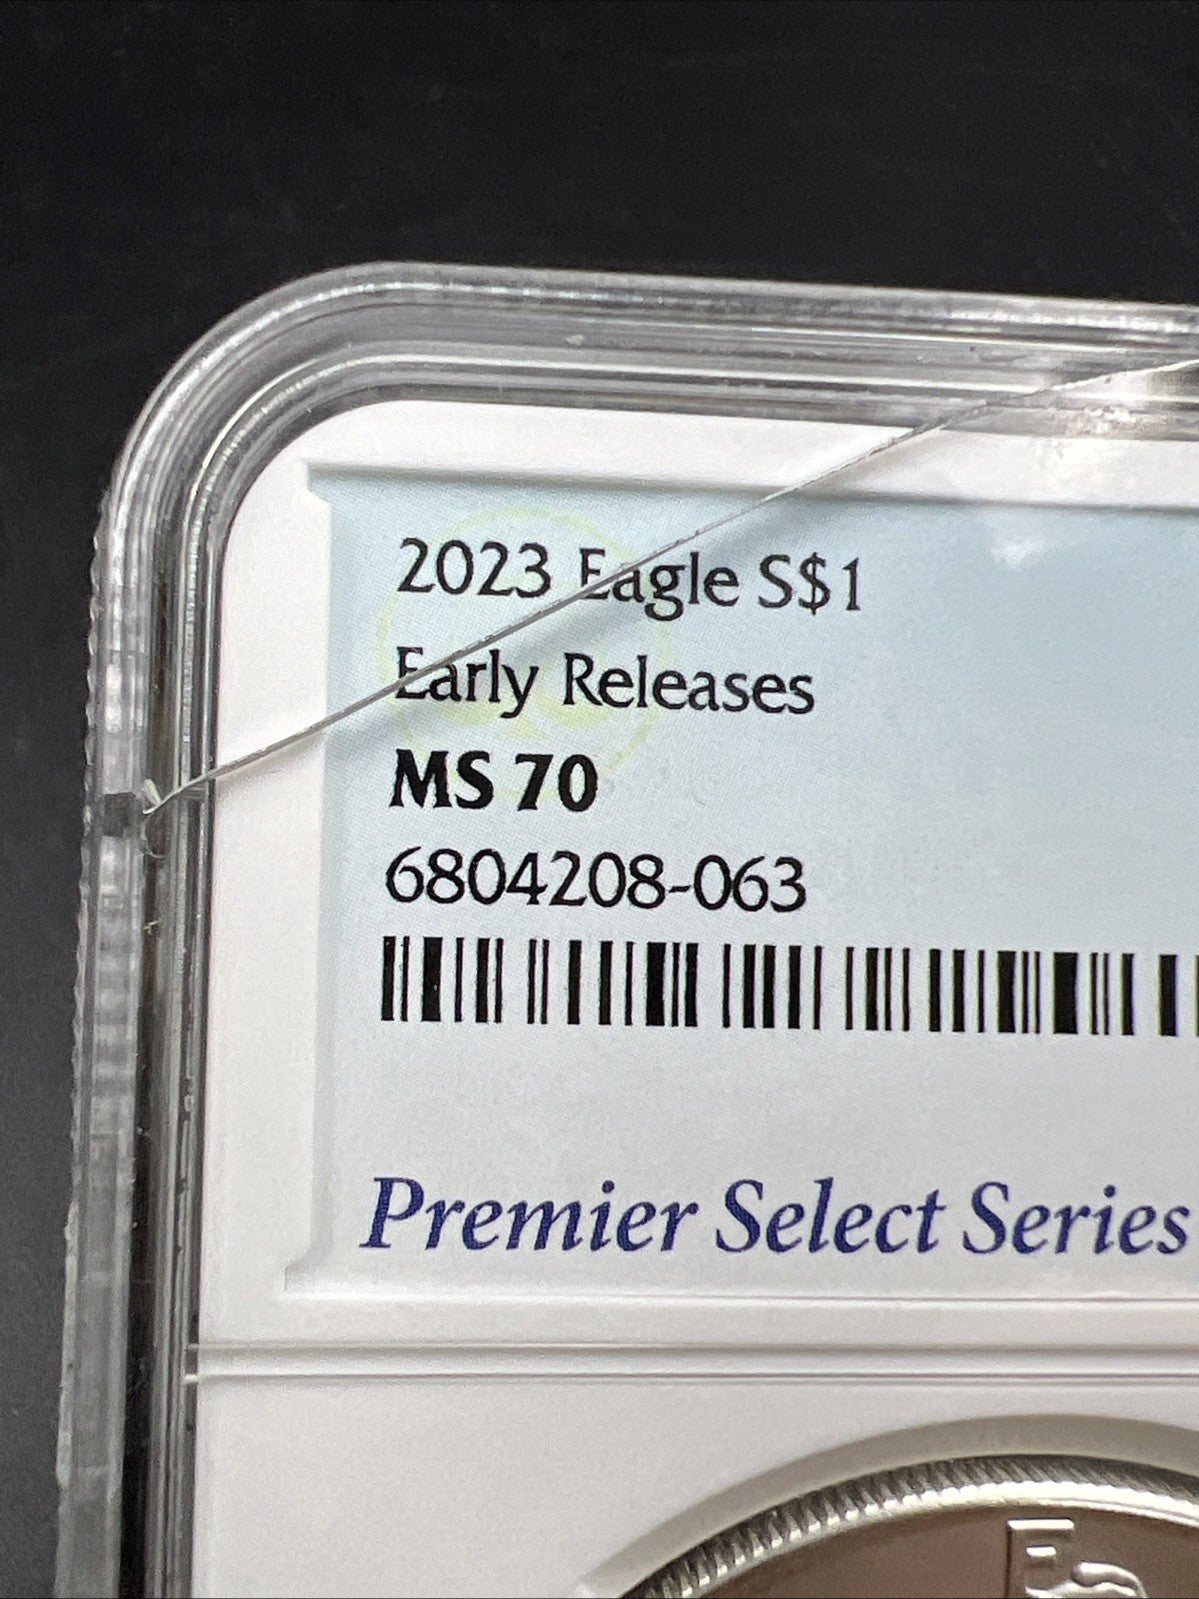 2023 Eagle S$1
Early Releases
MS 70
6804208-063
Premier Select Series
E